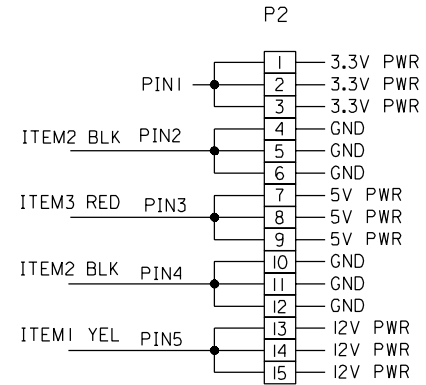 P2
1 3.3V PWR
PIN1 2 3.3V PWR
3 3.3V PWR
4 GND
ITEM2 BLK PIN2 5 GND
6 GND
7 5V PWR
ITEM3 RED PIN3 8 5V PWR
9 5V PWR
10 GND
ITEM2 BLK PIN4 11 GND
12 GND
13 12V PWR
ITEM1 YEL PIN5 14 12V PWR
15 12V PWR